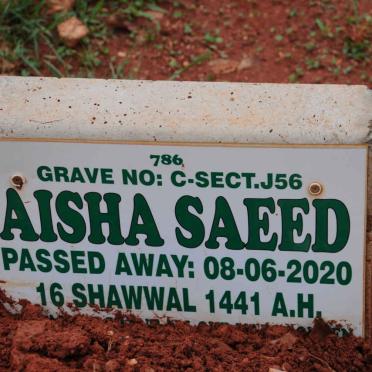 786
GRAVE NO: C-SECT.J56
AISHA SAEED
PASSED AWAY: 08-06-2020
16 SHAWWAL 1441 A.H.